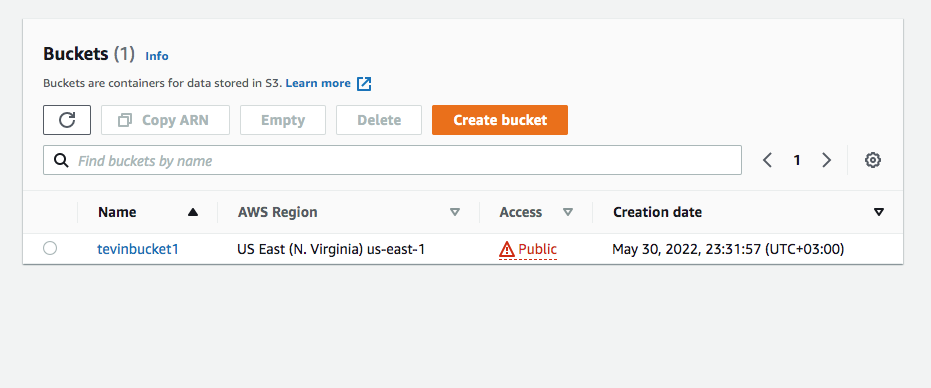 Buckets (1) Info
Buckets are containers for data stored in S3. Learn more
Copy ARN Empty Delete Create bucket
Find buckets by name 1
Name AWS Region Access Creation date
tevinbucket1 US East (N. Virginia) us-east-1 Public May 30, 2022, 23:31:57 (UTC+03:00)